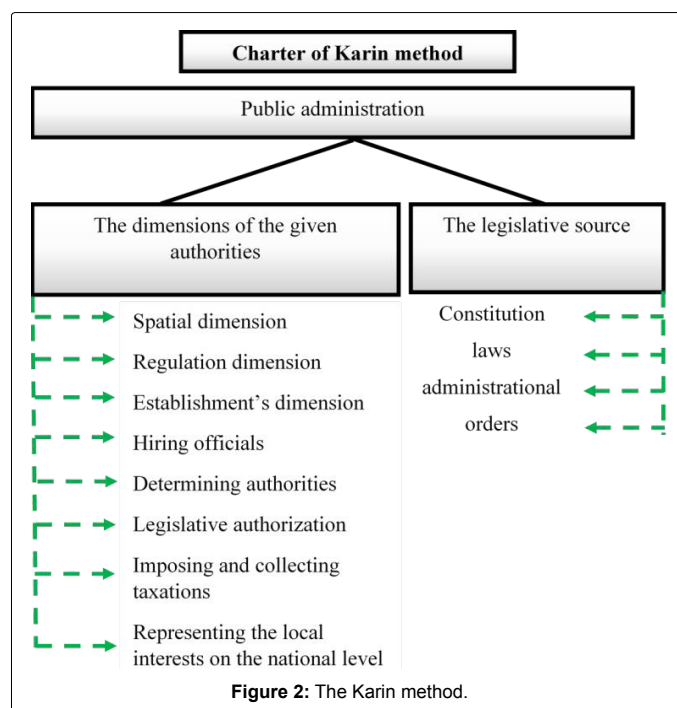 Charter of Karin method
Public administration
The dimensions of the given
authorities
Spatial dimension
Regulation dimension
Establishment's dimension
Hiring officials
Determining authorities
Legislative authorization
Imposing and collecting
taxations
Representing the local
interests on the national level
The legislative source
Constitution
laws
administrational
orders
Figure 2: The Karin method.